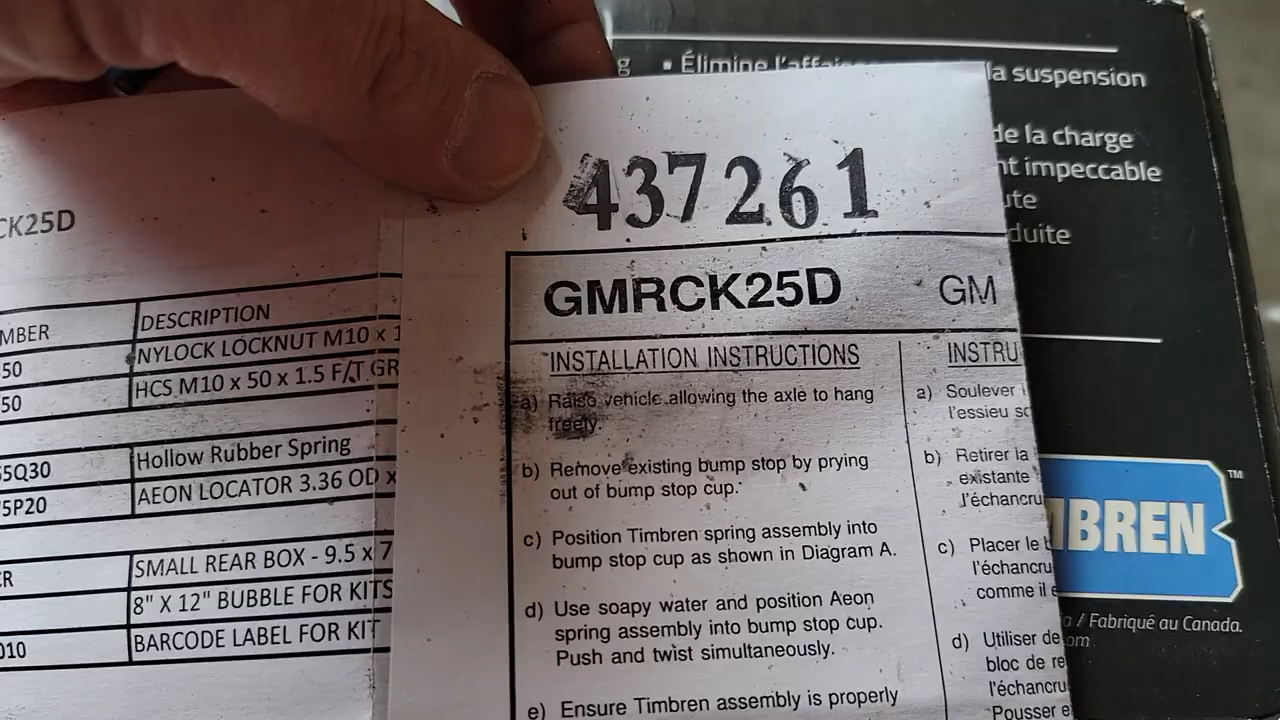 CK25D
MBER DESCRIPTION
50 NYLOCK LOCKNUT M10 x 1
50 HCS M10 x 50 x 1.5 F/T GR
5Q30 Hollow Rubber Spring
5P20 AEON LOCATOR 3.36 OD x
CR SMALL REAR BOX - 9.5 x 7
8" X 12" BUBBLE FOR KITS
010 BARCODE LABEL FOR KIT
437261
GMRCK25D GM
INSTALLATION INSTRUCTIONS
a) Raise vehicle allowing the axle to hang
freely.
b) Remove existing bump stop by prying
out of bump stop cup.
c) Position Timbren spring assembly into
bump stop cup as shown in Diagram A.
d) Use soapy water and position Aeon
spring assembly into bump stop cup.
Push and twist simultaneously.
e) Ensure Timbren assembly is properly
INSTRU
a) Soulever
l'essieu
b) Retirer la
existante
l'échancru
c) Placer le
l'échancru
comme il
d) Utiliser de
bloc de re
l'échancru
Pousser
g • Élimine la suspension
de la charge
impeccable
duite
MBREN™
/ Fabriqué au Canada.
om